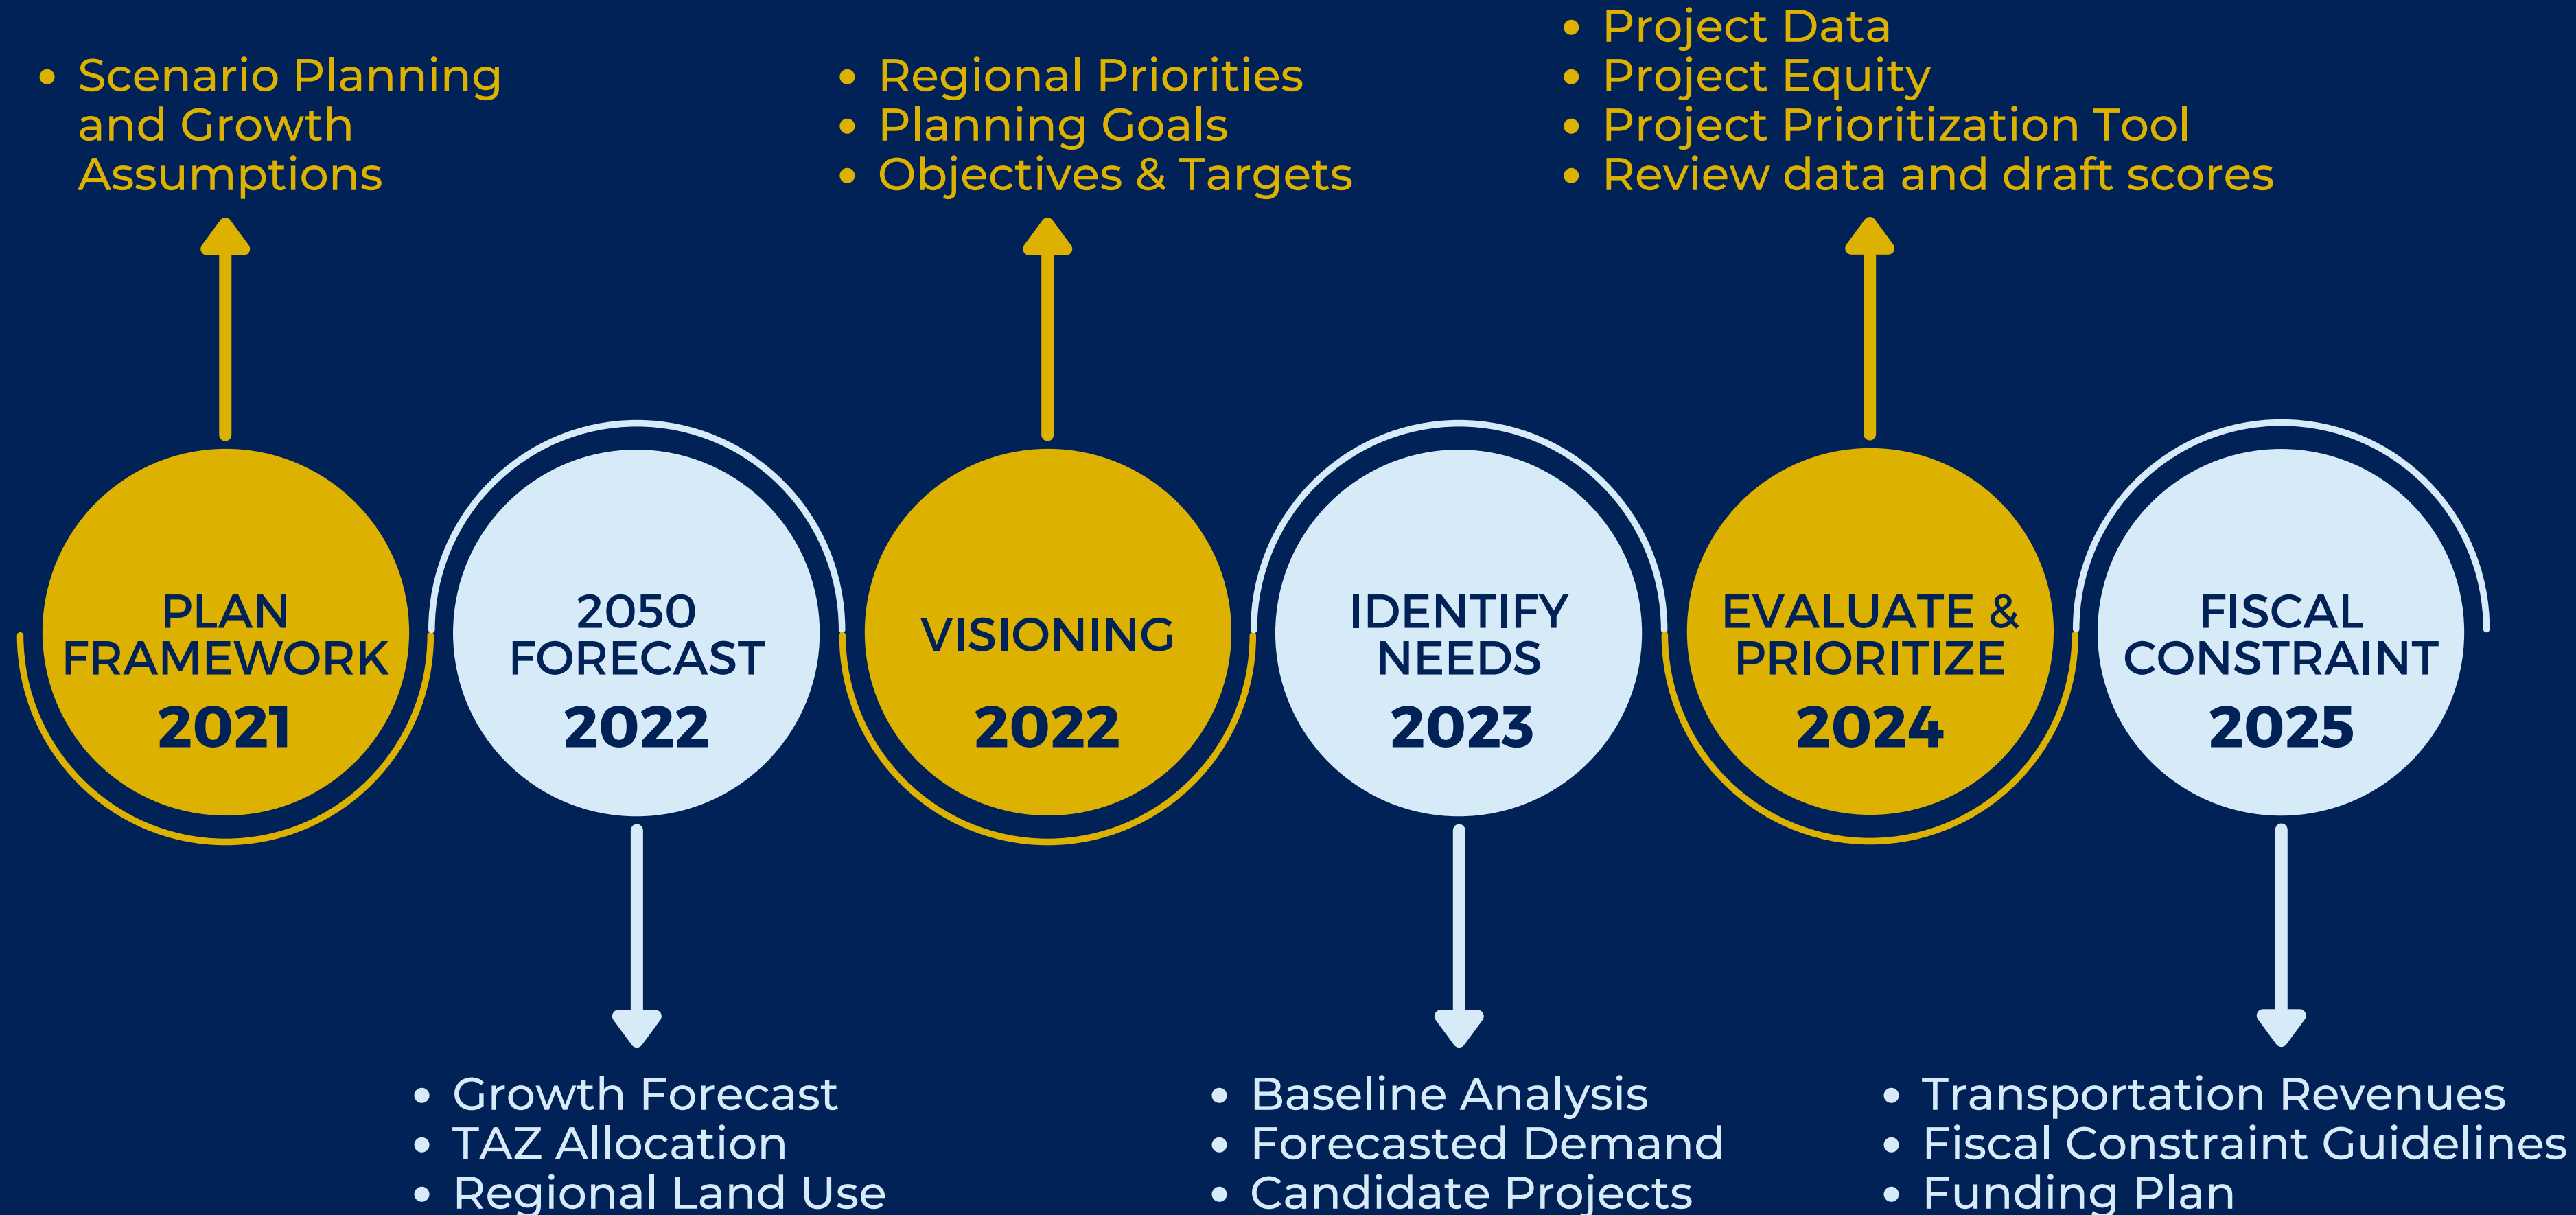 • Scenario Planning
and Growth
Assumptions
• Regional Priorities
• Planning Goals
• Objectives & Targets
• Project Data
• Project Equity
• Project Prioritization Tool
• Review data and draft scores
PLAN
FRAMEWORK
2021
2050
FORECAST
2022
VISIONING
2022
IDENTIFY
NEEDS
2023
EVALUATE &
PRIORITIZE
2024
FISCAL
CONSTRAINT
2025
• Growth Forecast
• TAZ Allocation
• Regional Land Use
• Baseline Analysis
• Forecasted Demand
• Candidate Projects
• Transportation Revenues
• Fiscal Constraint Guidelines
• Funding Plan